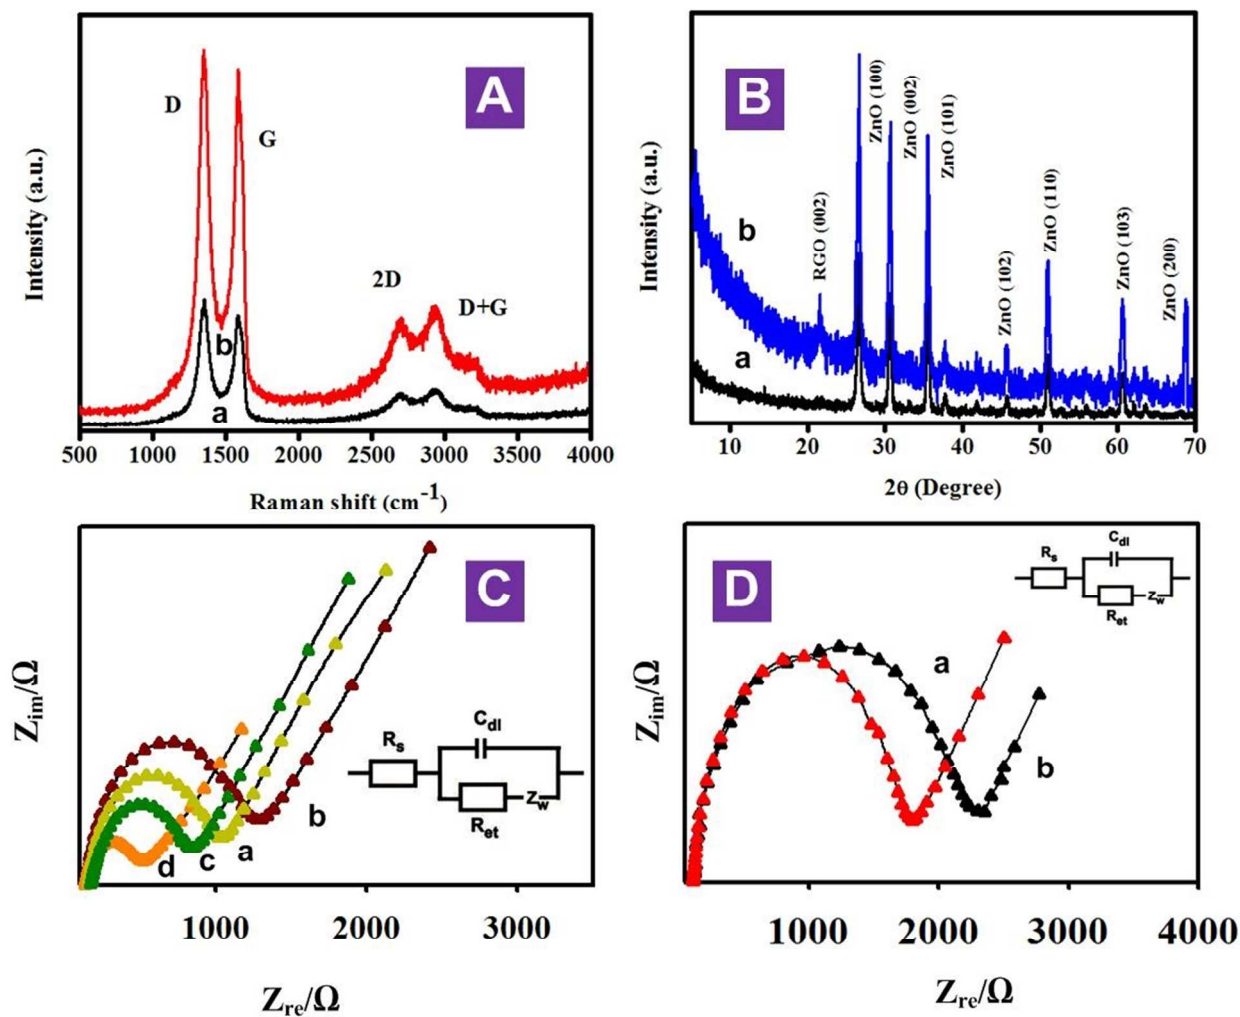 A
D
G
2D
D+G
b
a
Intensity (a.u.)
500 1000 1500 2000 2500 3000 3500 4000
Raman shift (cm-1)
B
b
a
RGO (002)
ZnO (100)
ZnO (002)
ZnO (101)
ZnO (102)
ZnO (110)
ZnO (103)
ZnO (200)
Intensity (a.u.)
10 20 30 40 50 60 70
2θ (Degree)
C
Rs
Cdl
Ret
Zw
d c a b
Zim/Ω
1000 2000 3000
Zre/Ω
D
Rs
Cdl
Ret
Zw
a
b
Zim/Ω
1000 2000 3000 4000
Zre/Ω